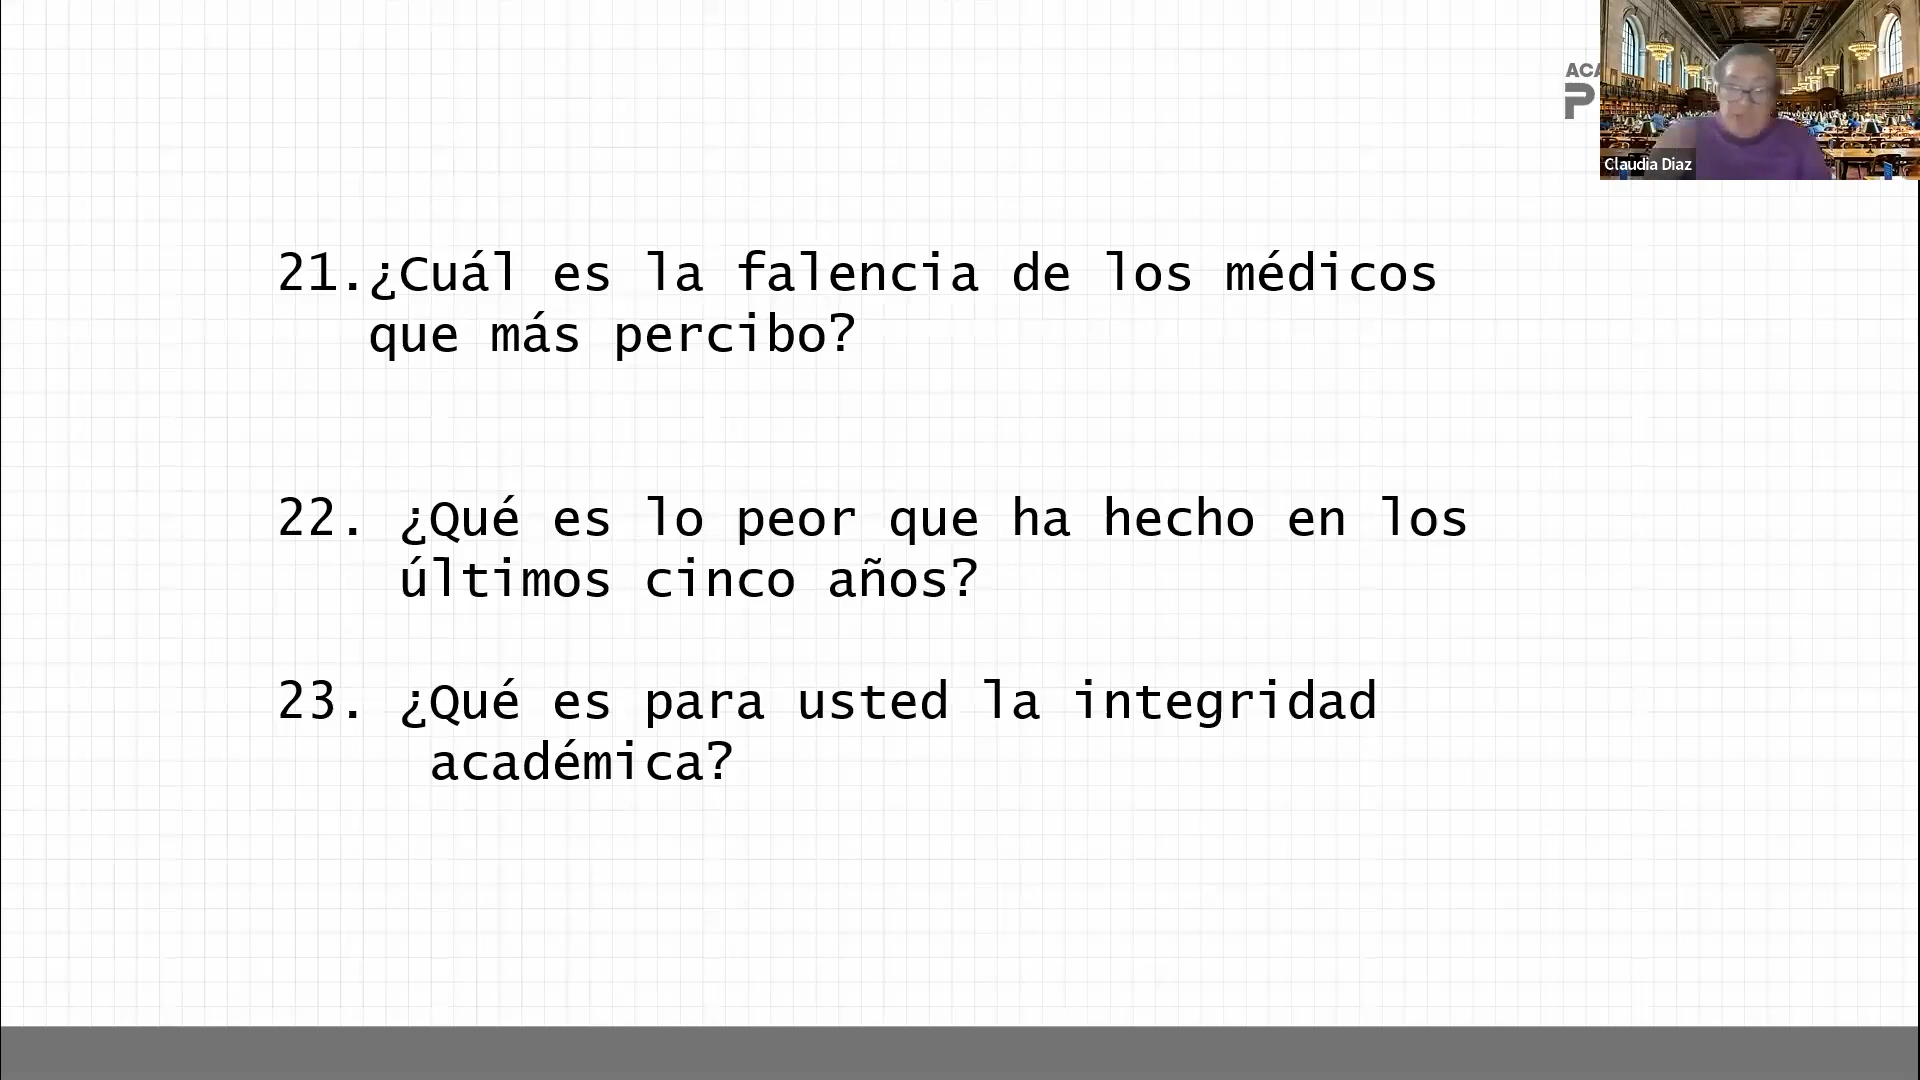 ACA
P
Claudia Diaz
21.¿Cuál es la falencia de los médicos
que más percibo?
22. ¿Qué es lo peor que ha hecho en los
últimos cinco años?
23. ¿Qué es para usted la integridad
académica?